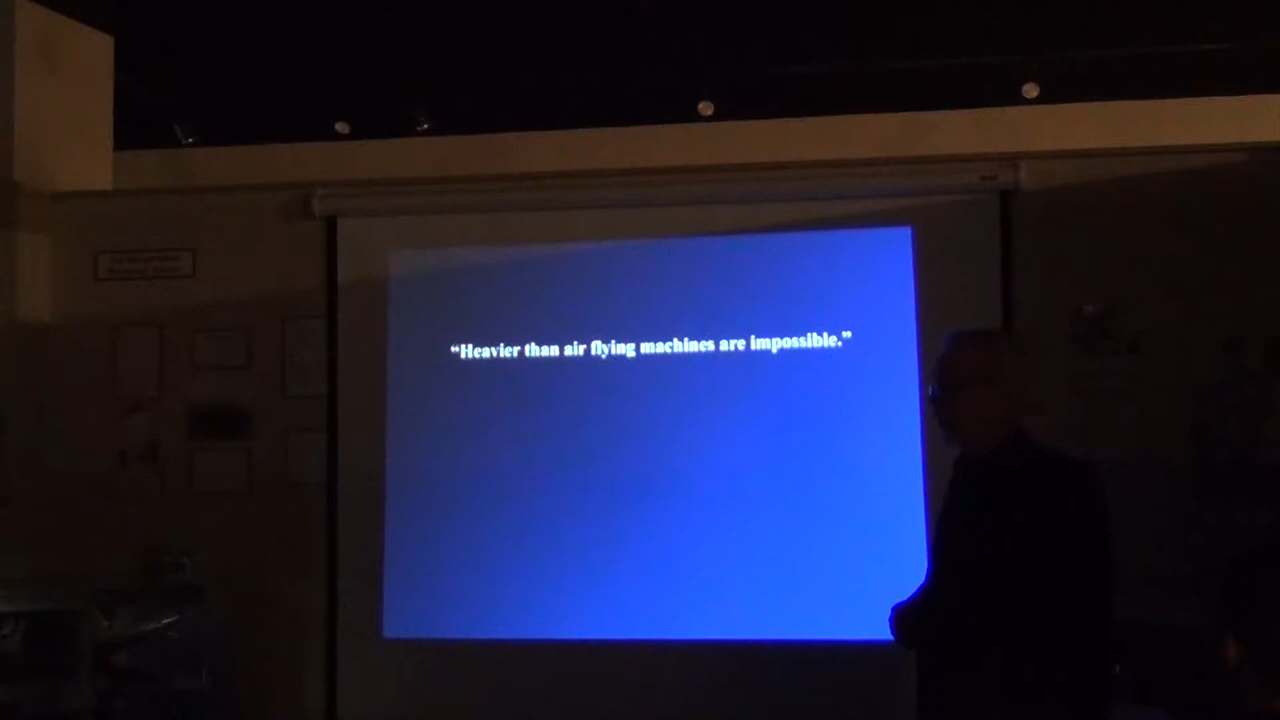 “Heavier than air flying machines are impossible.”